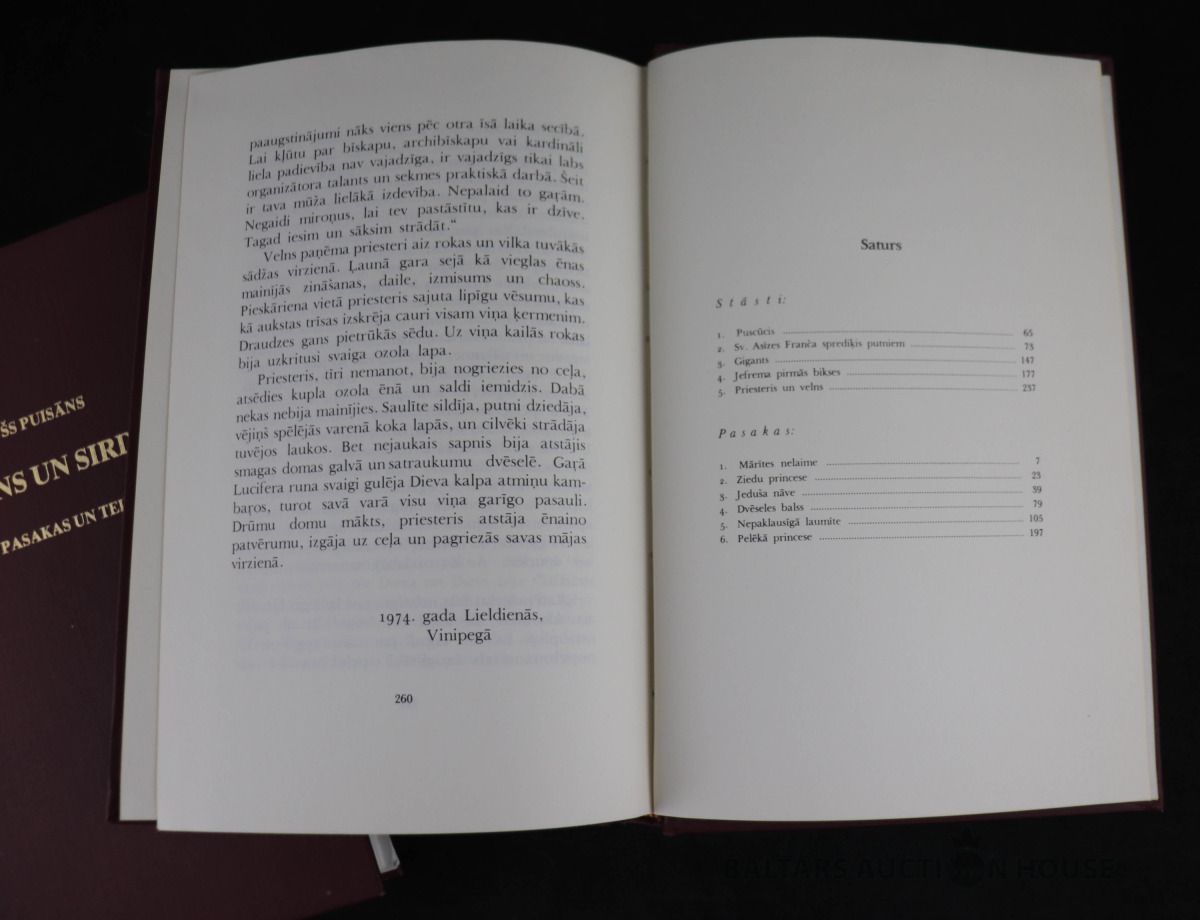 paaugstinājumi nāks viens pēc otra īsā laika secībā.
Lai kļūtu par bīskapu, archibīskapu vai kardināli
liela padievība nav vajadzīga, ir vajadzīgs tikai labs
organizātora talants un sekmes praktiskā darbā. Šeit
ir tava mūža lielākā izdevība. Nepalaid to gaŗām.
Negaidi miroņus, lai tev pastāstītu, kas ir dzīve.
Tagad iesim un sāksim strādāt.“
Velns paņēma priesteri aiz rokas un vilka tuvākās
sādžas virzienā. Ļaunā gara sejā kā vieglas ēnas
mainījās zināšanas, daile, izmisums un chaoss.
Pieskāriena vietā priesteris sajuta lipīgu vēsumu, kas
kā aukstas trīsas izskrēja cauri visam viņa ķermenim.
Draudzes gans pietrūkās sēdu. Uz viņa kailās rokas
bija uzkritusi svaiga ozola lapa.
Priesteris, tīri nemanot, bija nogriezies no ceļa,
atsēdies kupla ozola ēnā un saldi iemidzis. Dabā
nekas nebija mainījies. Saulīte sildīja, putni dziedāja,
vējiņš spēlējās varenā koka lapās, un cilvēki strādāja
tuvējos laukos. Bet nejaukais sapnis bija atstājis
smagas domas galvā un satraukumu dvēselē. Gaŗā
Lucifera runa svaigi gulēja Dieva kalpa atmiņu kam-
baŗos, turot savā varā visu viņa garīgo pasauli.
Drūmu domu mākts, priesteris atstāja ēnaino
patvērumu, izgāja uz ceļa un pagriezās savas mājas
virzienā.
1974. gada Lieldienās,
Vinipegā
260
Saturs
Stāsti:
1. Puscūcis 65
2. Sv. Asīzes Franča sprediķis putniem 73
3. Gigants 147
4. Jefrema pirmās bikses 177
5. Priesteris un velns 237
Pasakas:
1. Mārītes nelaime 7
2. Ziedu princese 23
3. Jeduša nāve 39
4. Dvēseles balss 79
5. Nepaklausīgā laumite 105
6. Pelēkā princese 197
ŠS PUISĀNS
NS UN SIRD
PASAKAS UN TEI
BALTARS AUCTION HOUSE